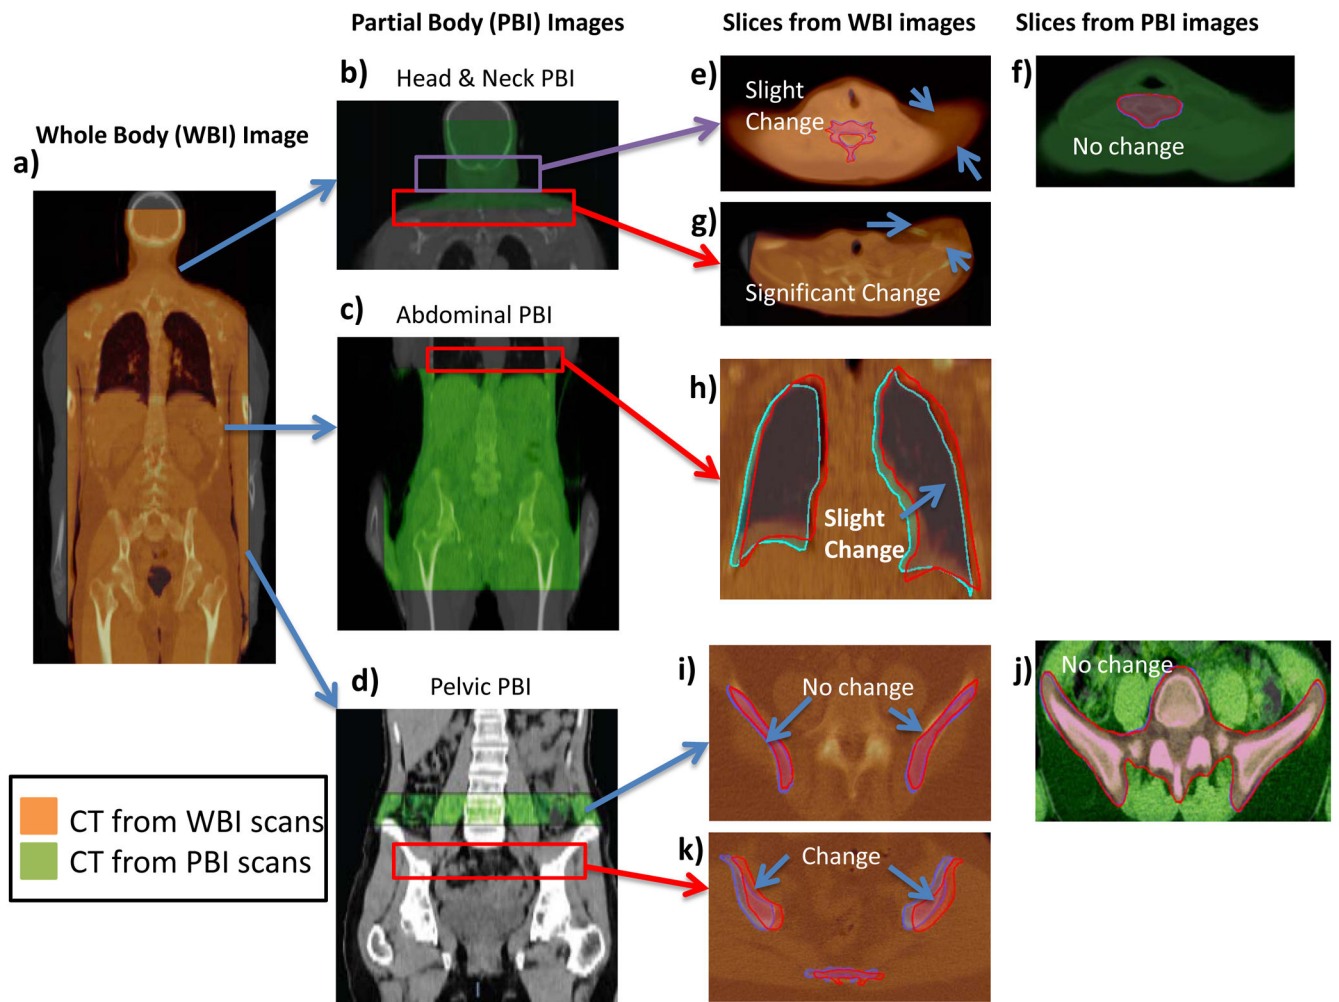 Partial Body (PBI) Images
Slices from WBI images
Slices from PBI images
Whole Body (WBI) Image
a)
b)
Head & Neck PBI
c)
Abdominal PBI
d)
Pelvic PBI
e)
Slight
Change
f)
No change
g)
Significant Change
h)
Slight
Change
i)
No change
j)
No change
k)
Change
CT from WBI scans
CT from PBI scans